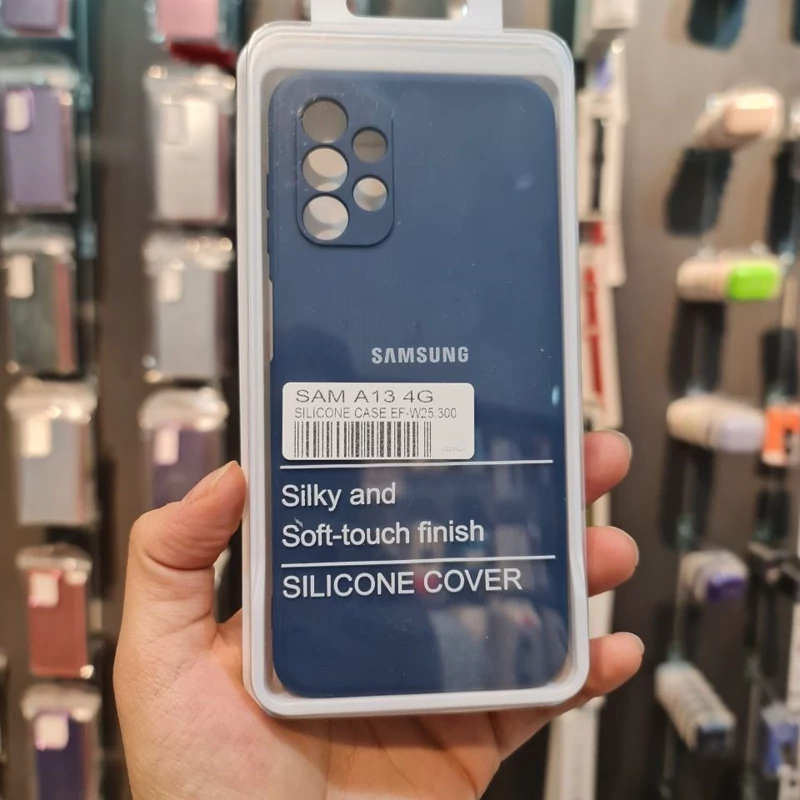 SAMSUNG
SAM A13 4G
SILICONE CASE EF-W25.300
Silky and
Soft-touch finish
SILICONE COVER